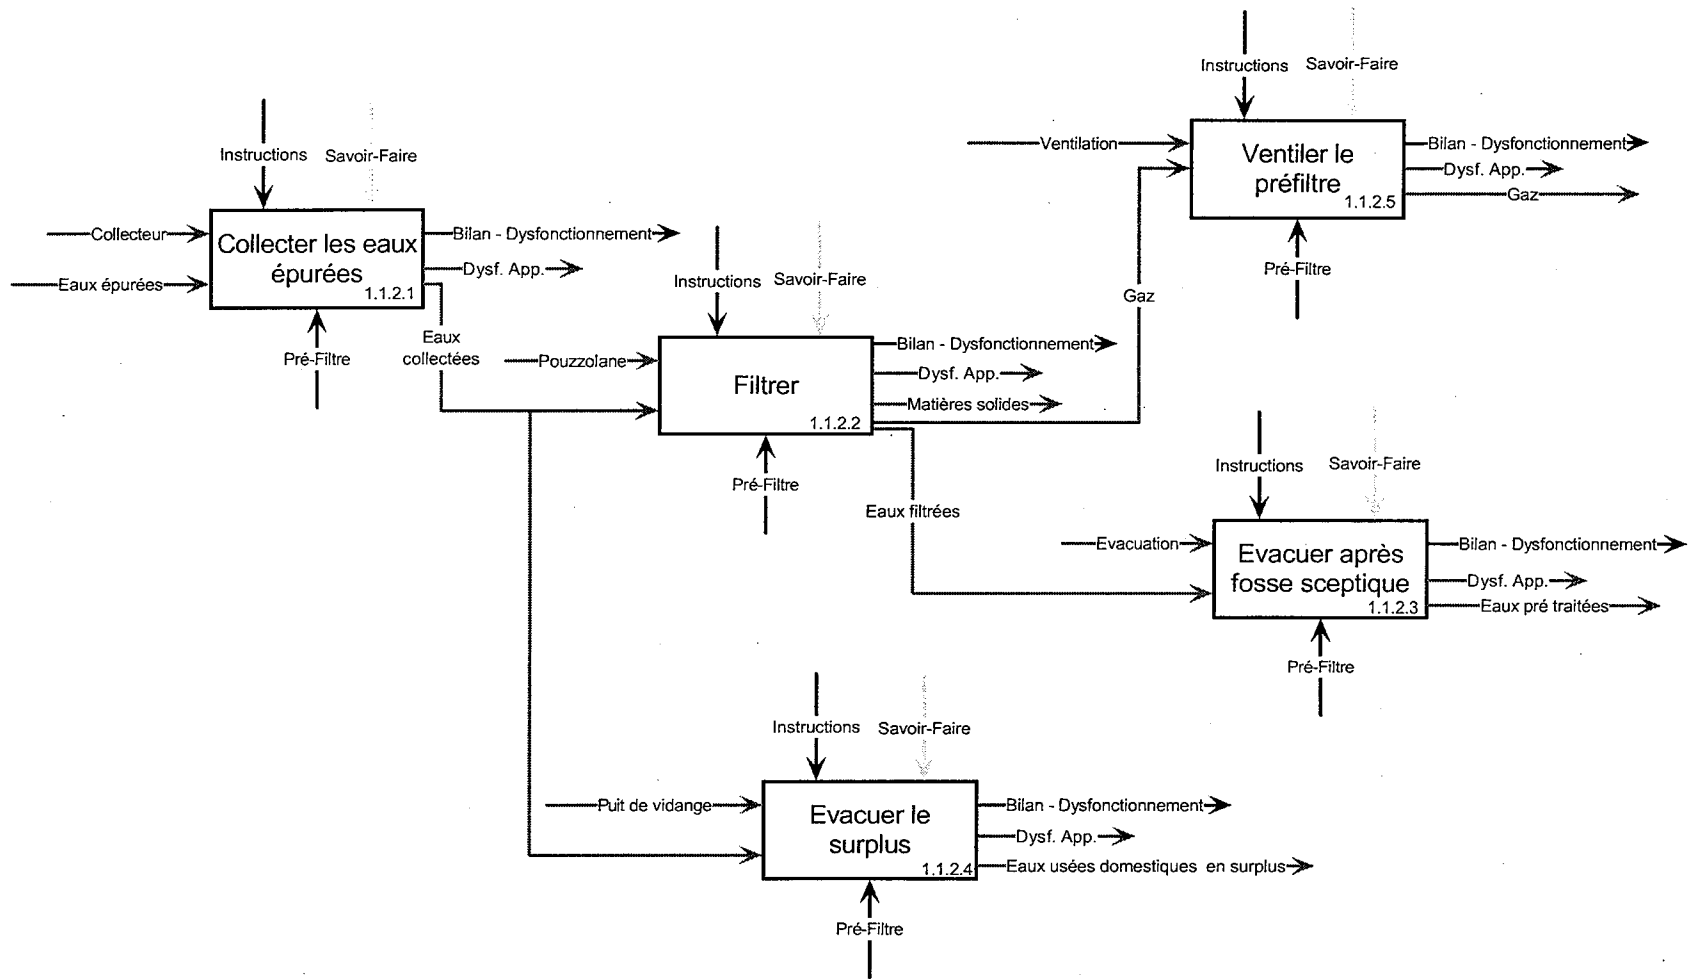 Instructions
Savoir-Faire
Collecteur
Eaux épurées
Collecter les eaux
épurées
1.1.2.1
Bilan - Dysfonctionnement
Dysf. App.
Eaux
collectées
Pré-Filtre
Instructions
Savoir-Faire
Pouzzolane
Filtrer
1.1.2.2
Bilan - Dysfonctionnement
Dysf. App.
Matières solides
Gaz
Eaux filtrées
Pré-Filtre
Instructions
Savoir-Faire
Ventilation
Ventiler le
préfiltre
1.1.2.5
Bilan - Dysfonctionnement
Dysf. App.
Gaz
Pré-Filtre
Instructions
Savoir-Faire
Evacuation
Evacuer après
fosse sceptique
1.1.2.3
Bilan - Dysfonctionnement
Dysf. App.
Eaux pré traitées
Pré-Filtre
Instructions
Savoir-Faire
Puit de vidange
Evacuer le
surplus
1.1.2.4
Bilan - Dysfonctionnement
Dysf. App.
Eaux usées domestiques en surplus
Pré-Filtre